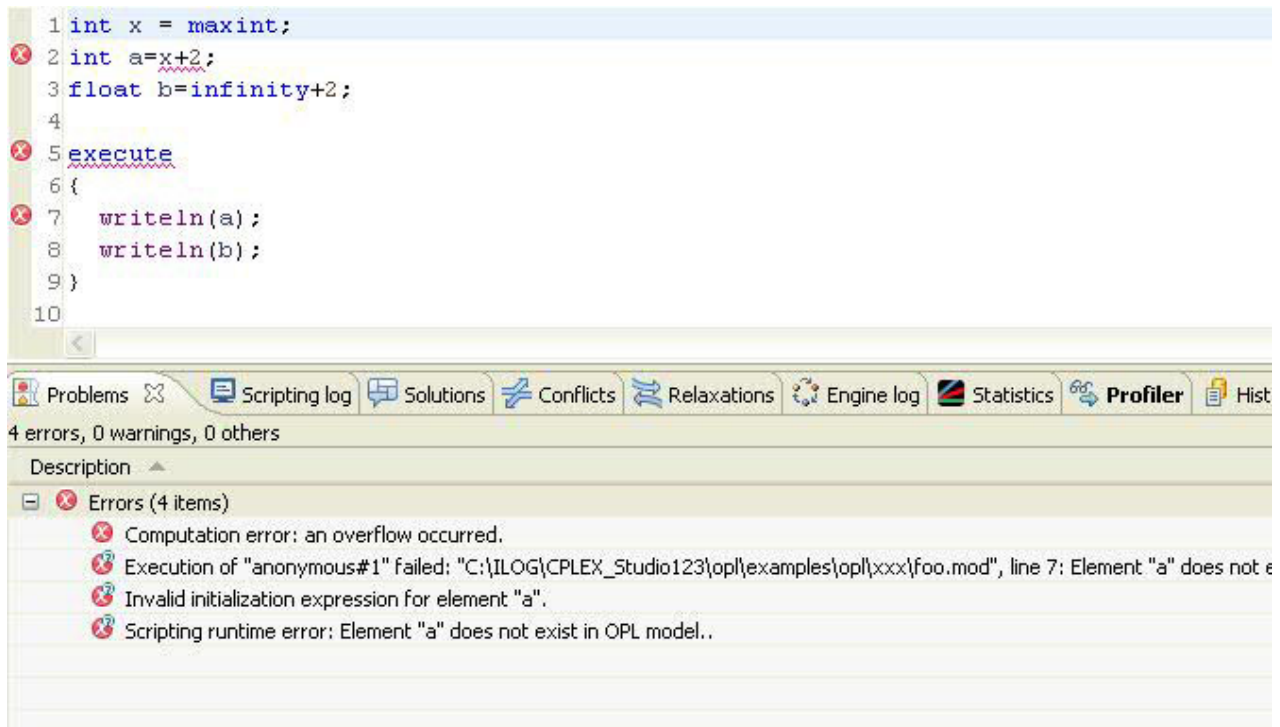 1 int x = maxint;
2 int a=x+2;
3 float b=infinity+2;
4
5 execute
6 {
7 writeln(a);
8 writeln(b);
9 }
10
Problems Scripting log Solutions Conflicts Relaxations Engine log Statistics Profiler Hist
4 errors, 0 warnings, 0 others
Description
Errors (4 items)
Computation error: an overflow occurred.
Execution of "anonymous#1" failed: "C:\ILOG\CPLEX_Studio123\opl\examples\opl\xxx\foo.mod", line 7: Element "a" does not e
Invalid initialization expression for element "a".
Scripting runtime error: Element "a" does not exist in OPL model..